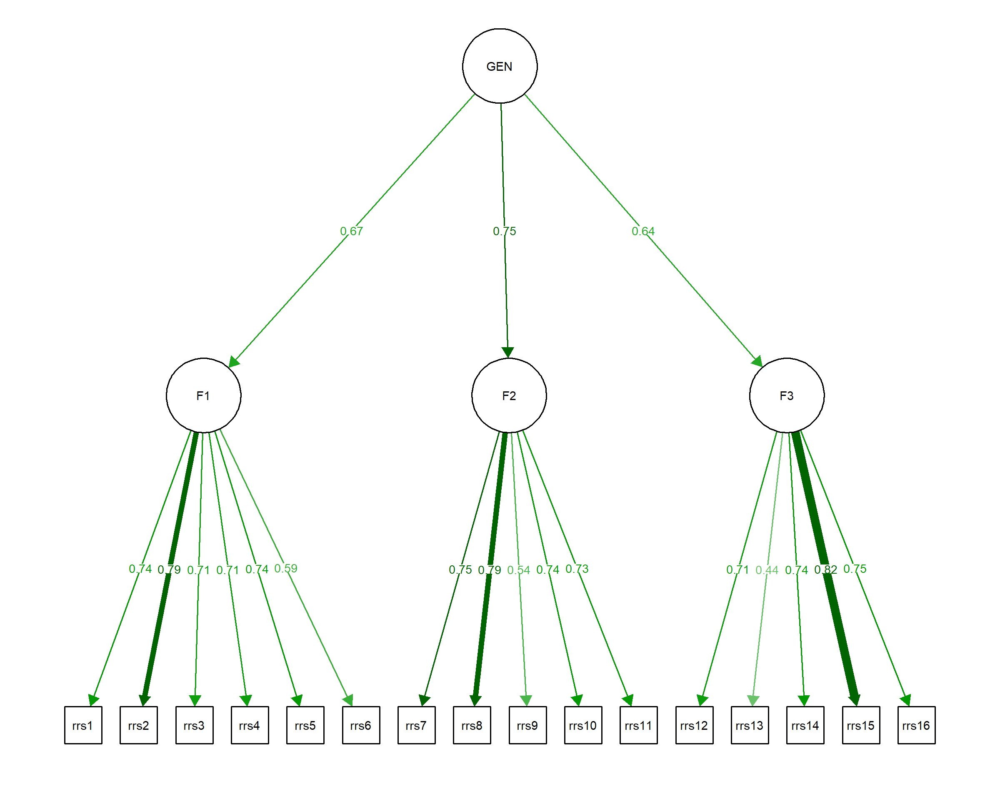 GEN
0.67 0.75 0.64
F1 F2 F3
0.74 0.79 0.71 0.71 0.74 0.59 0.75 0.79 0.54 0.74 0.73 0.71 0.44 0.74 0.82 0.75
rrs1 rrs2 rrs3 rrs4 rrs5 rrs6 rrs7 rrs8 rrs9 rrs10 rrs11 rrs12 rrs13 rrs14 rrs15 rrs16